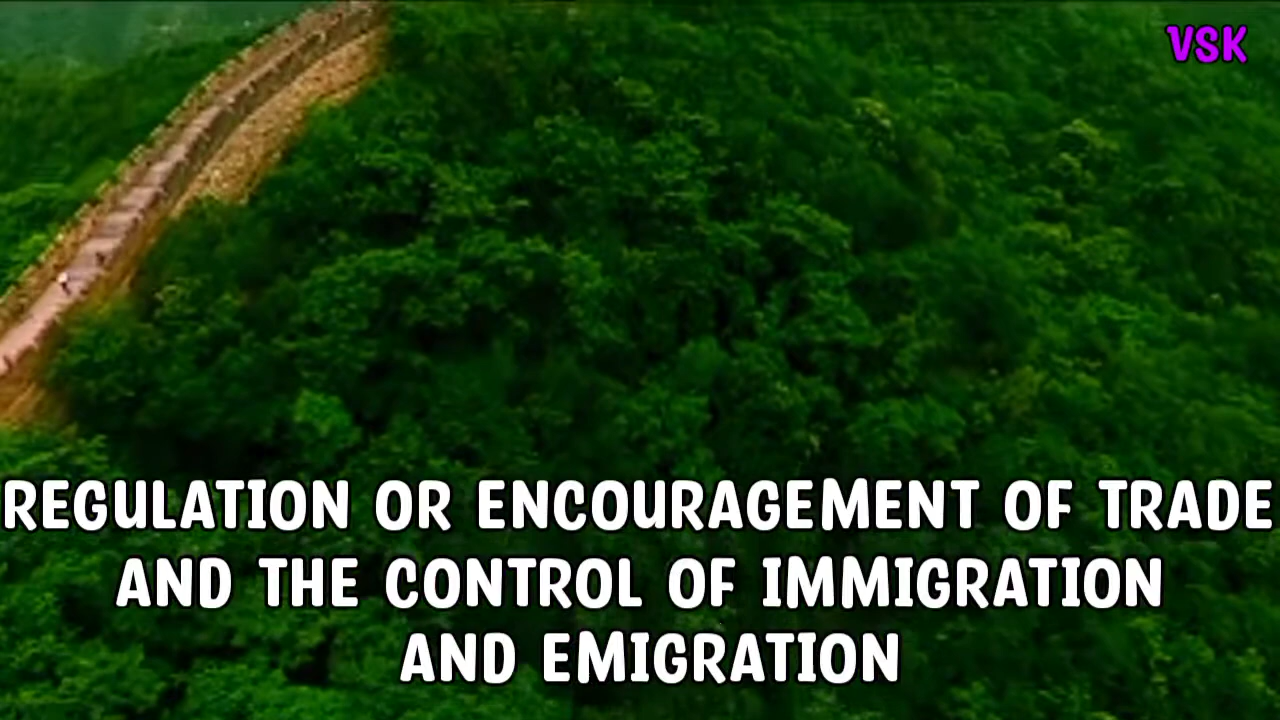 VSK
REGULATION OR ENCOURAGEMENT OF TRADE
AND THE CONTROL OF IMMIGRATION
AND EMIGRATION